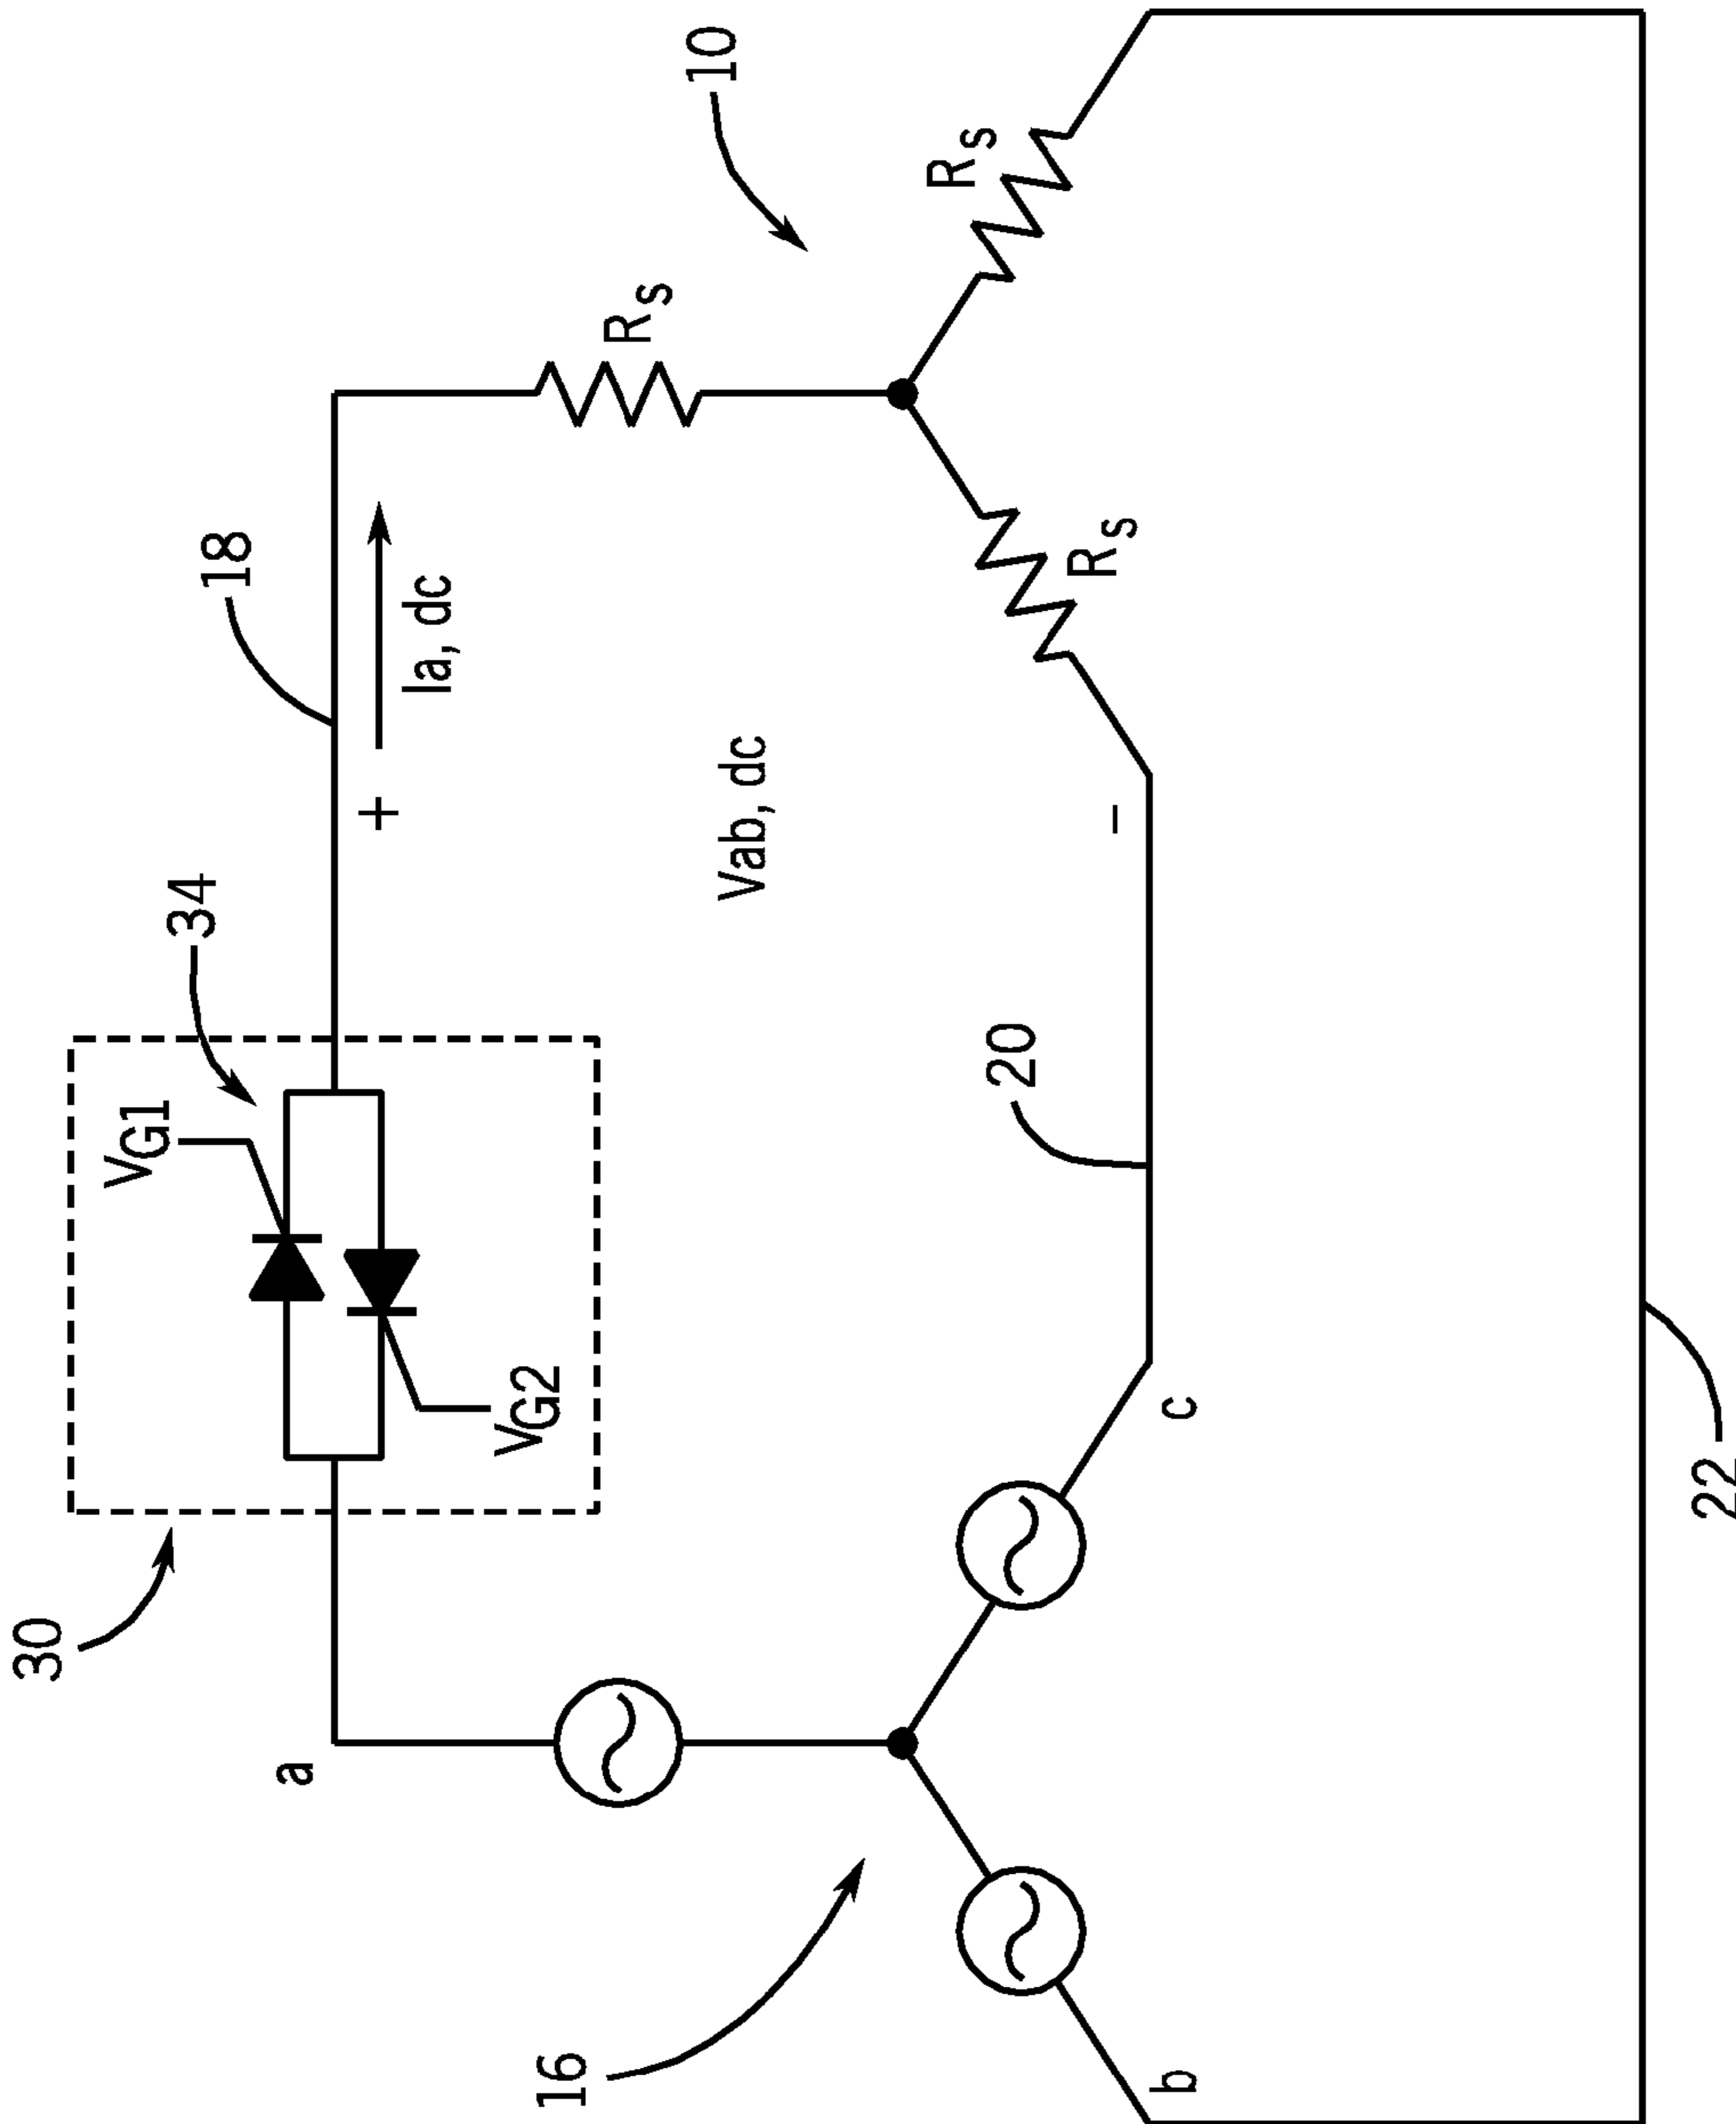 30
VG1
34
18
10
VG2
+
Ia, dc
Rs
a
Vab, dc
Rs
16
20
–
Rs
c
b
22